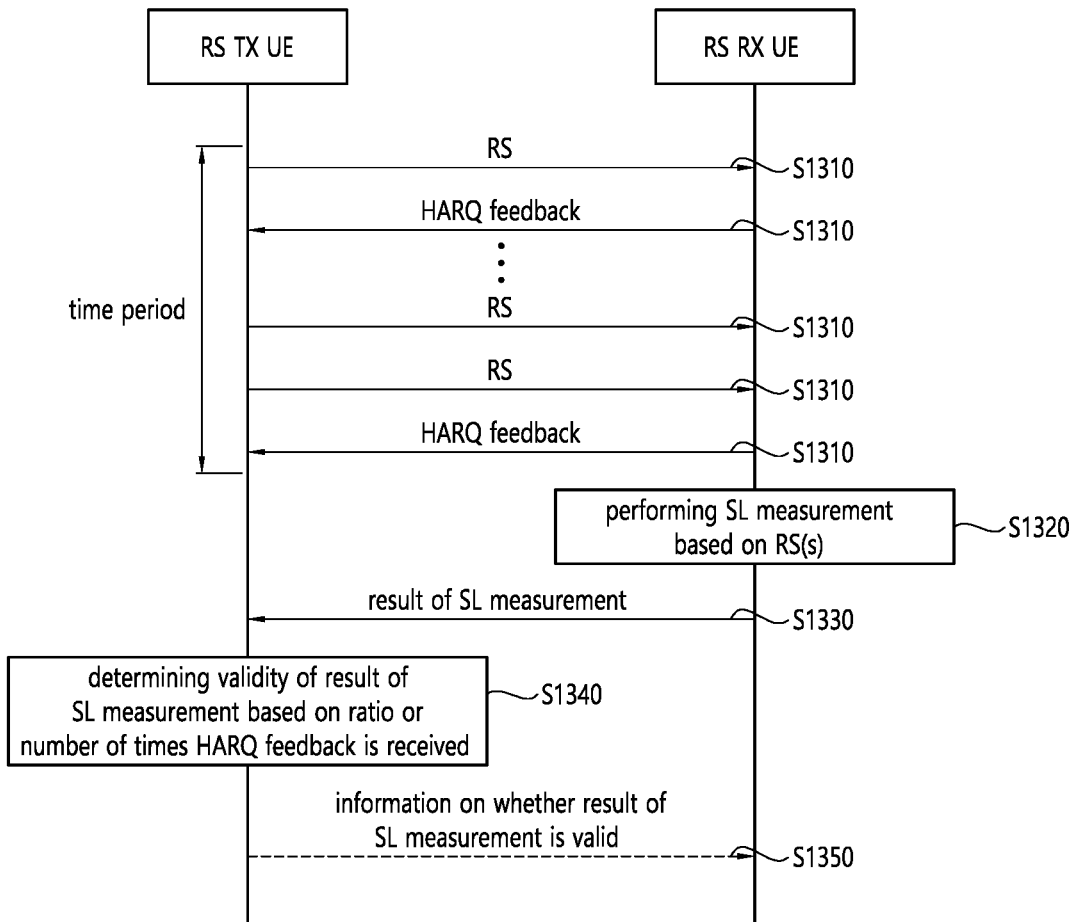 RS TX UE
RS RX UE
RS
S1310
HARQ feedback
S1310
time period
RS
S1310
RS
S1310
HARQ feedback
S1310
performing SL measurement
based on RS(s)
S1320
result of SL measurement
S1330
determining validity of result of
SL measurement based on ratio or
number of times HARQ feedback is received
S1340
information on whether result of
SL measurement is valid
S1350